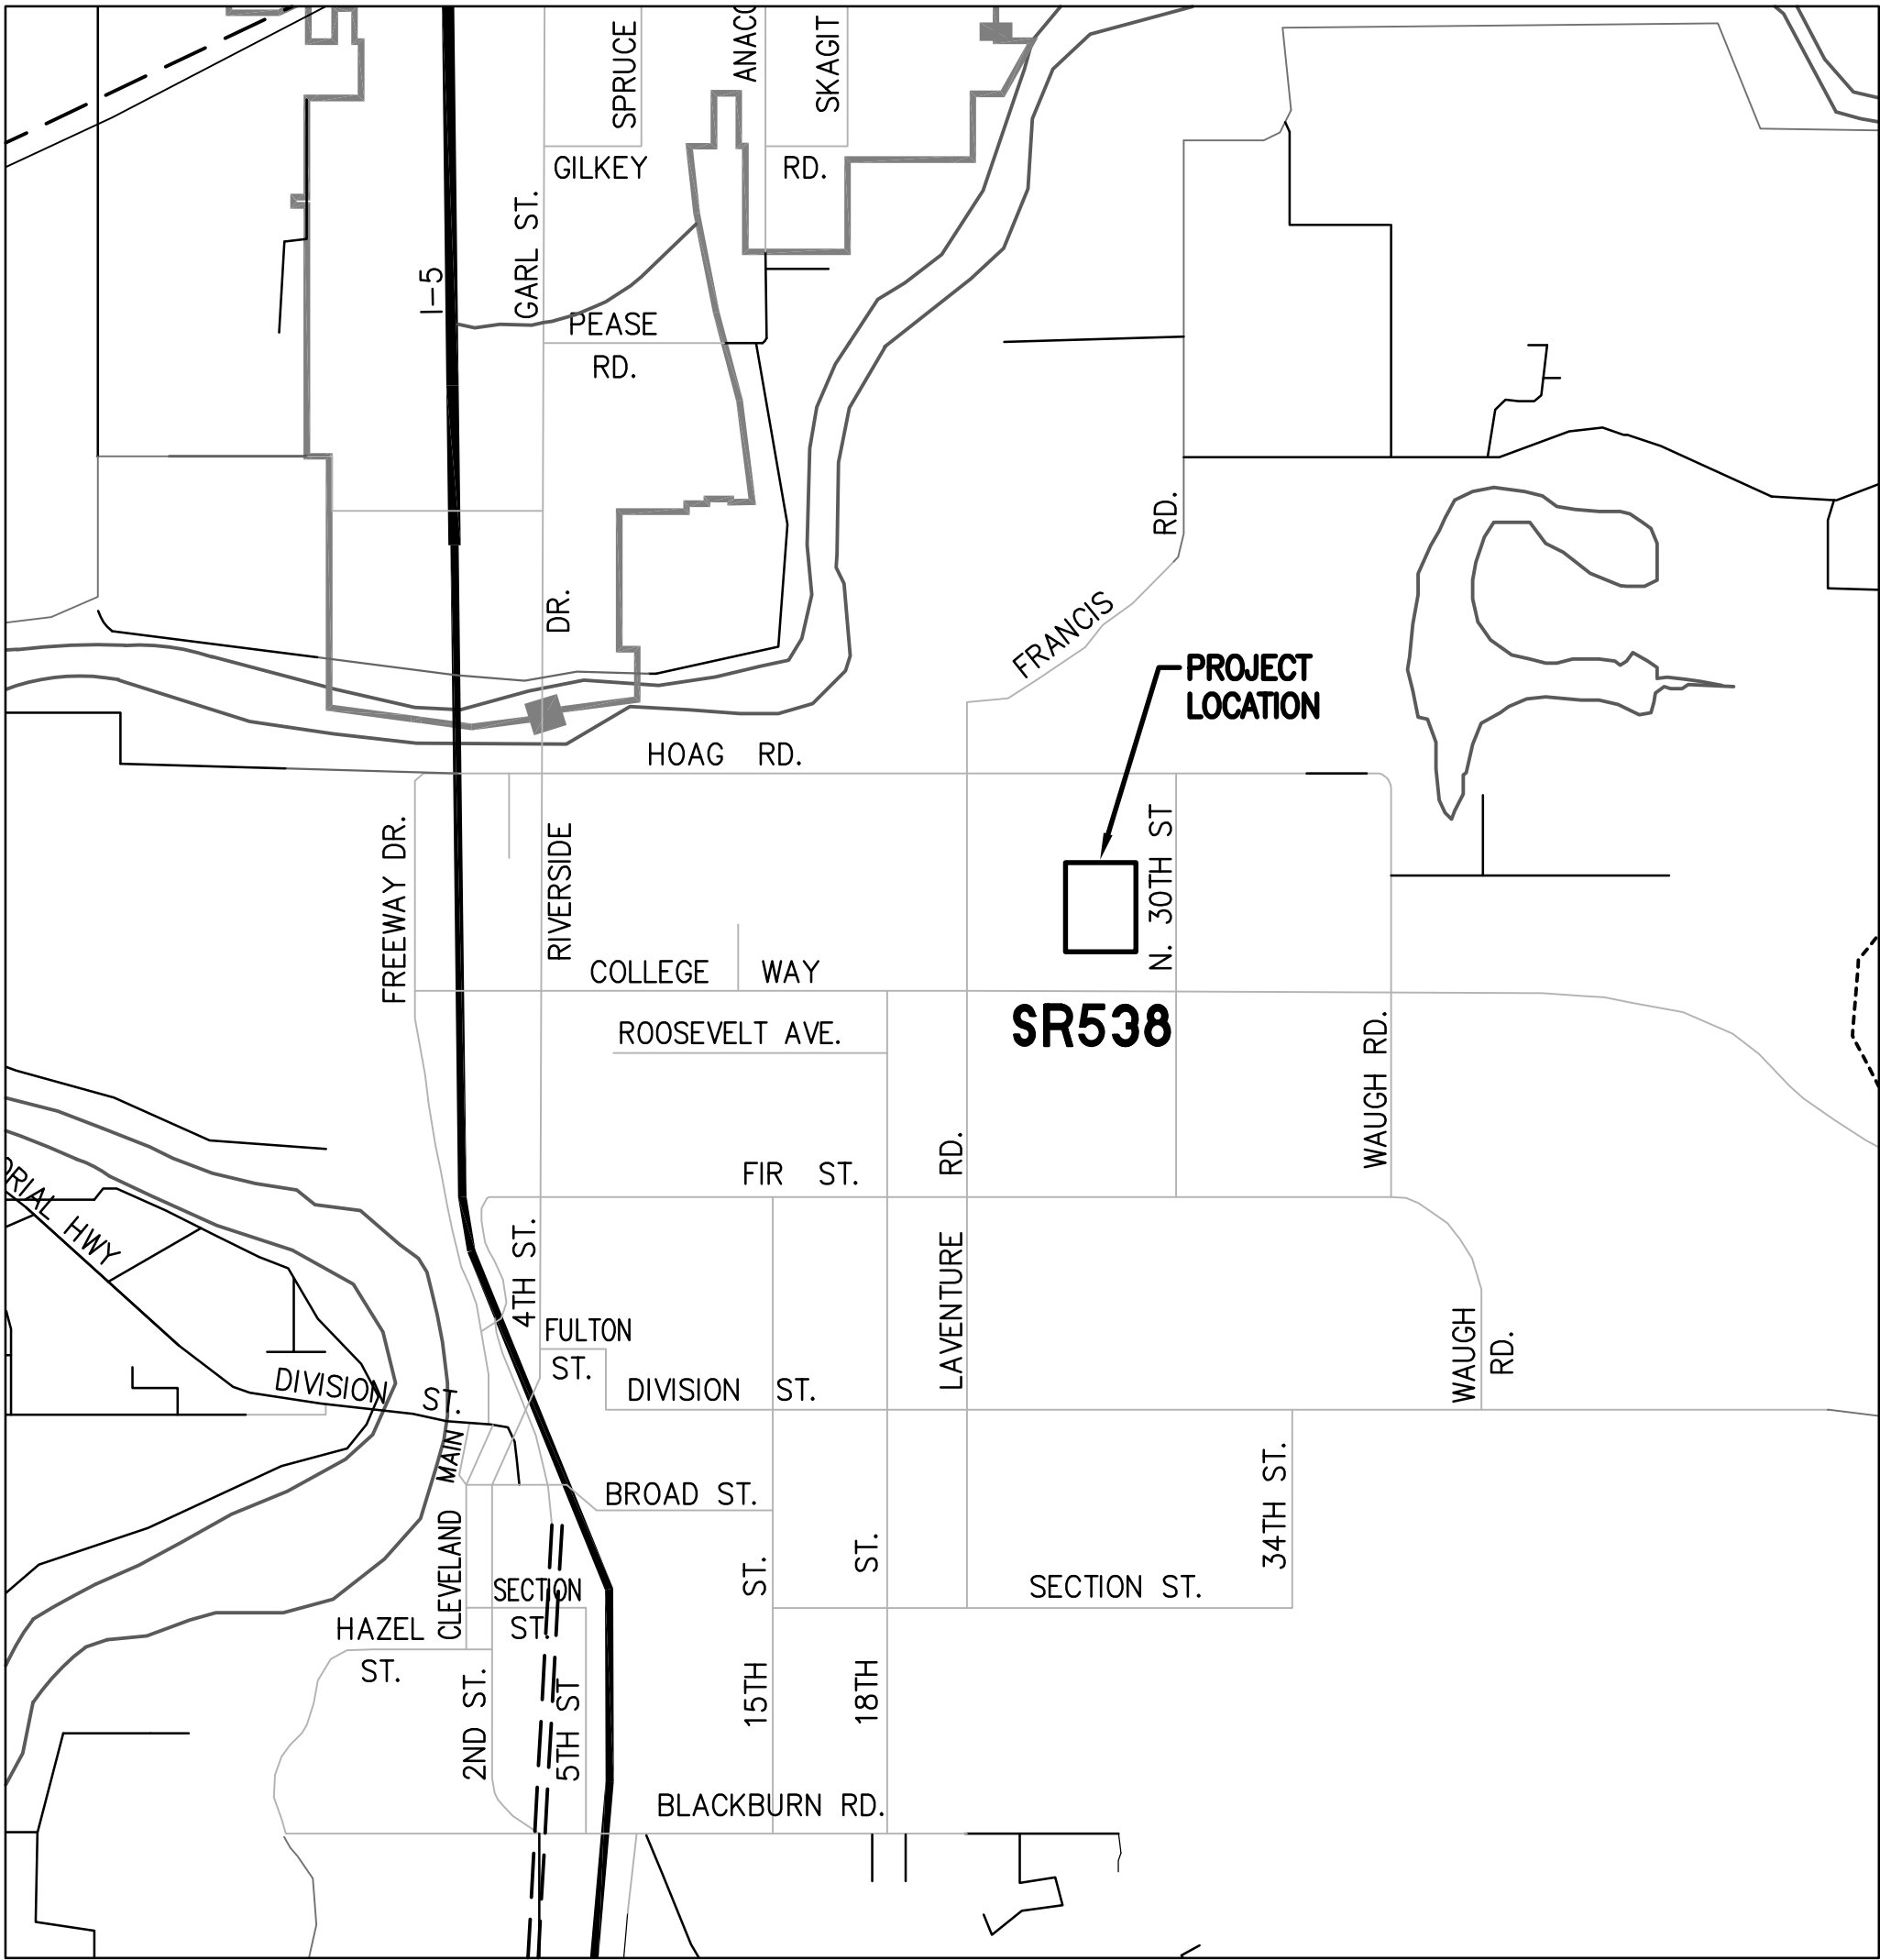 SPRUCE
ANACO
SKAGIT
GILKEY RD.
GARL ST.
I-5
PEASE
RD.
RD.
DR.
FRANCIS
PROJECT
LOCATION
HOAG RD.
FREEWAY DR.
RIVERSIDE
N. 30TH ST
COLLEGE WAY
SR538
ROOSEVELT AVE.
WAUGH RD.
FIR ST.
RD.
LAVENTURE
ORIAL HWY
4TH ST.
FULTON
ST.
WAUGH
RD.
DIVISION ST.
DIVISION ST.
MAIN
BROAD ST.
34TH ST.
CLEVELAND
SECTION
ST.
ST.
ST.
SECTION ST.
HAZEL
ST.
2ND ST.
5TH ST
15TH
18TH
BLACKBURN RD.